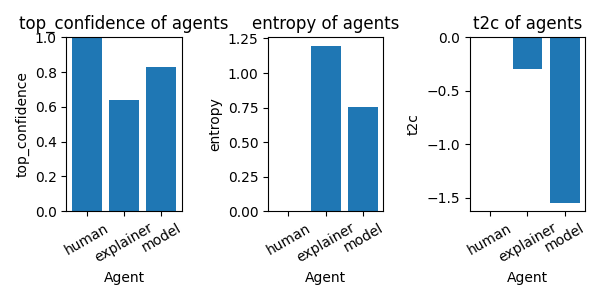 top_confidence of agents
top_confidence
1.0
0.8
0.6
0.4
0.2
0.0
human
explainer
model
Agent
entropy of agents
entropy
1.25
1.00
0.75
0.50
0.25
0.00
human
explainer
model
Agent
t2c of agents
t2c
0.0
−0.5
−1.0
−1.5
human
explainer
model
Agent